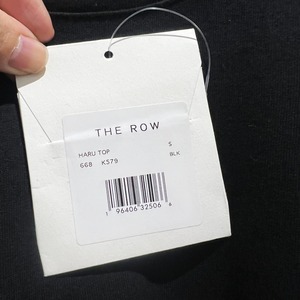 THE ROW
HARU TOP S
668 K379 BLK
1 96406 32506 6